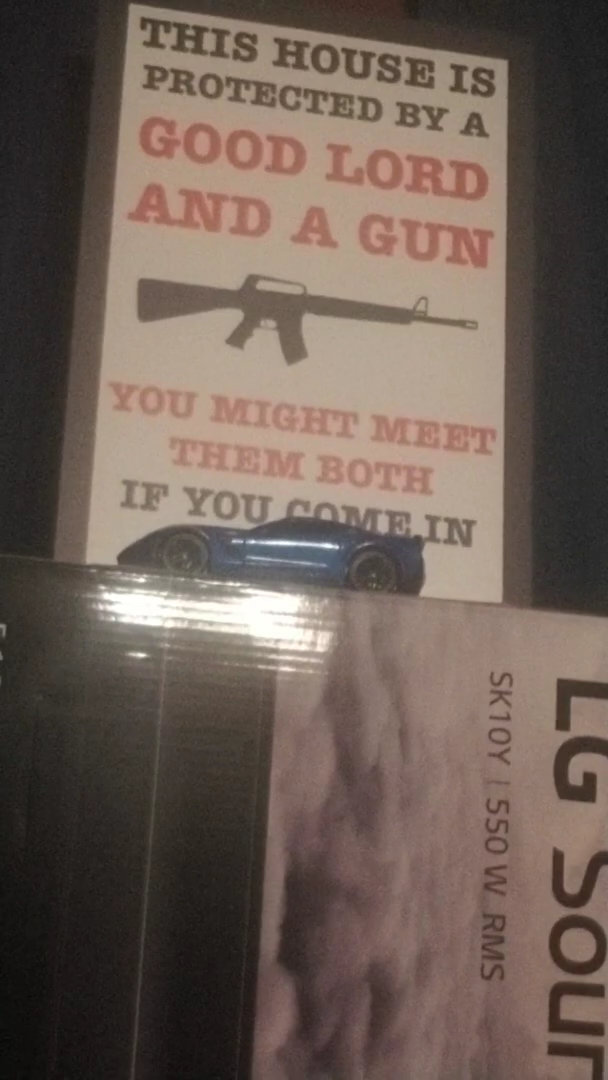 THIS HOUSE IS
PROTECTED BY A
GOOD LORD
AND A GUN
YOU MIGHT MEET
THEM BOTH
IF YOU COME IN
LG Soun
SK10Y | 550 W RMS